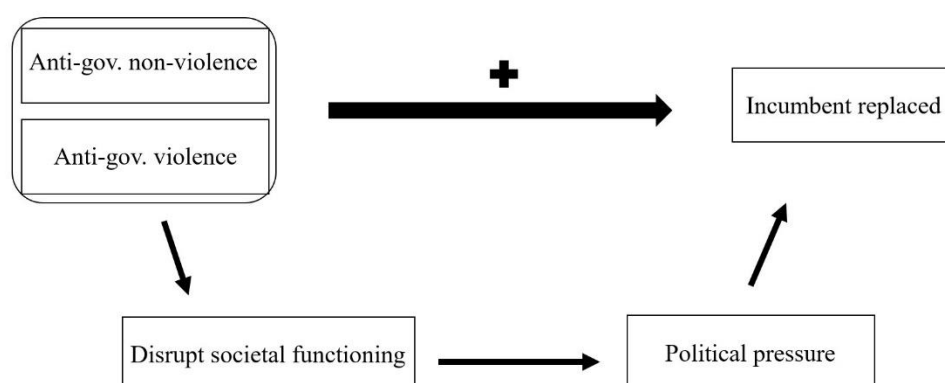 Anti-gov. non-violence
+
Incumbent replaced
Anti-gov. violence
Disrupt societal functioning
Political pressure